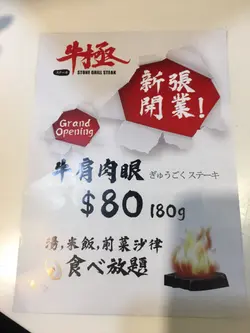 牛極
ステーキ
STONE GRILL STEAK
新張
開業!
Grand
Opening
牛肩肉眼 ぎゅうごく ステーキ
$80 180g
湯,米飯,前菜沙律
食べ放題